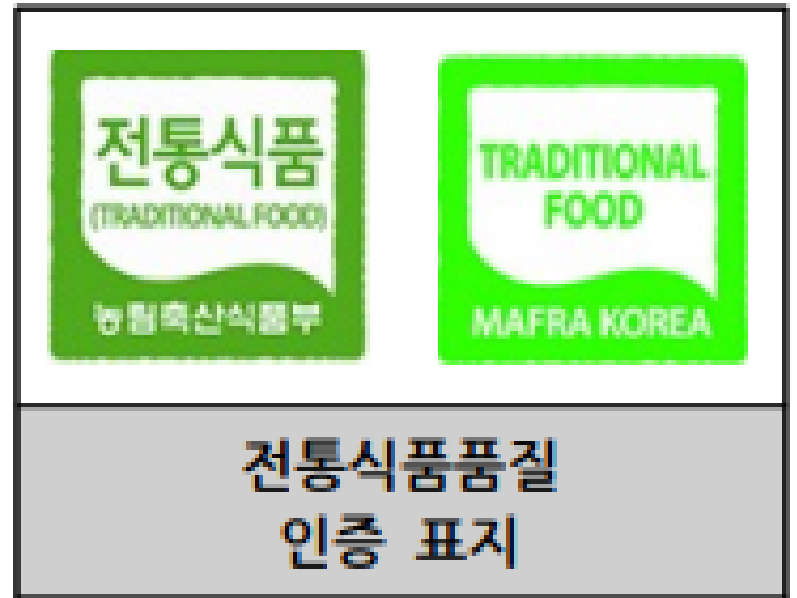 전통식품
(TRADITIONAL FOOD)
농림축산식품부
TRADITIONAL
FOOD
MAFRA KOREA
전통식품품질
인증 표지